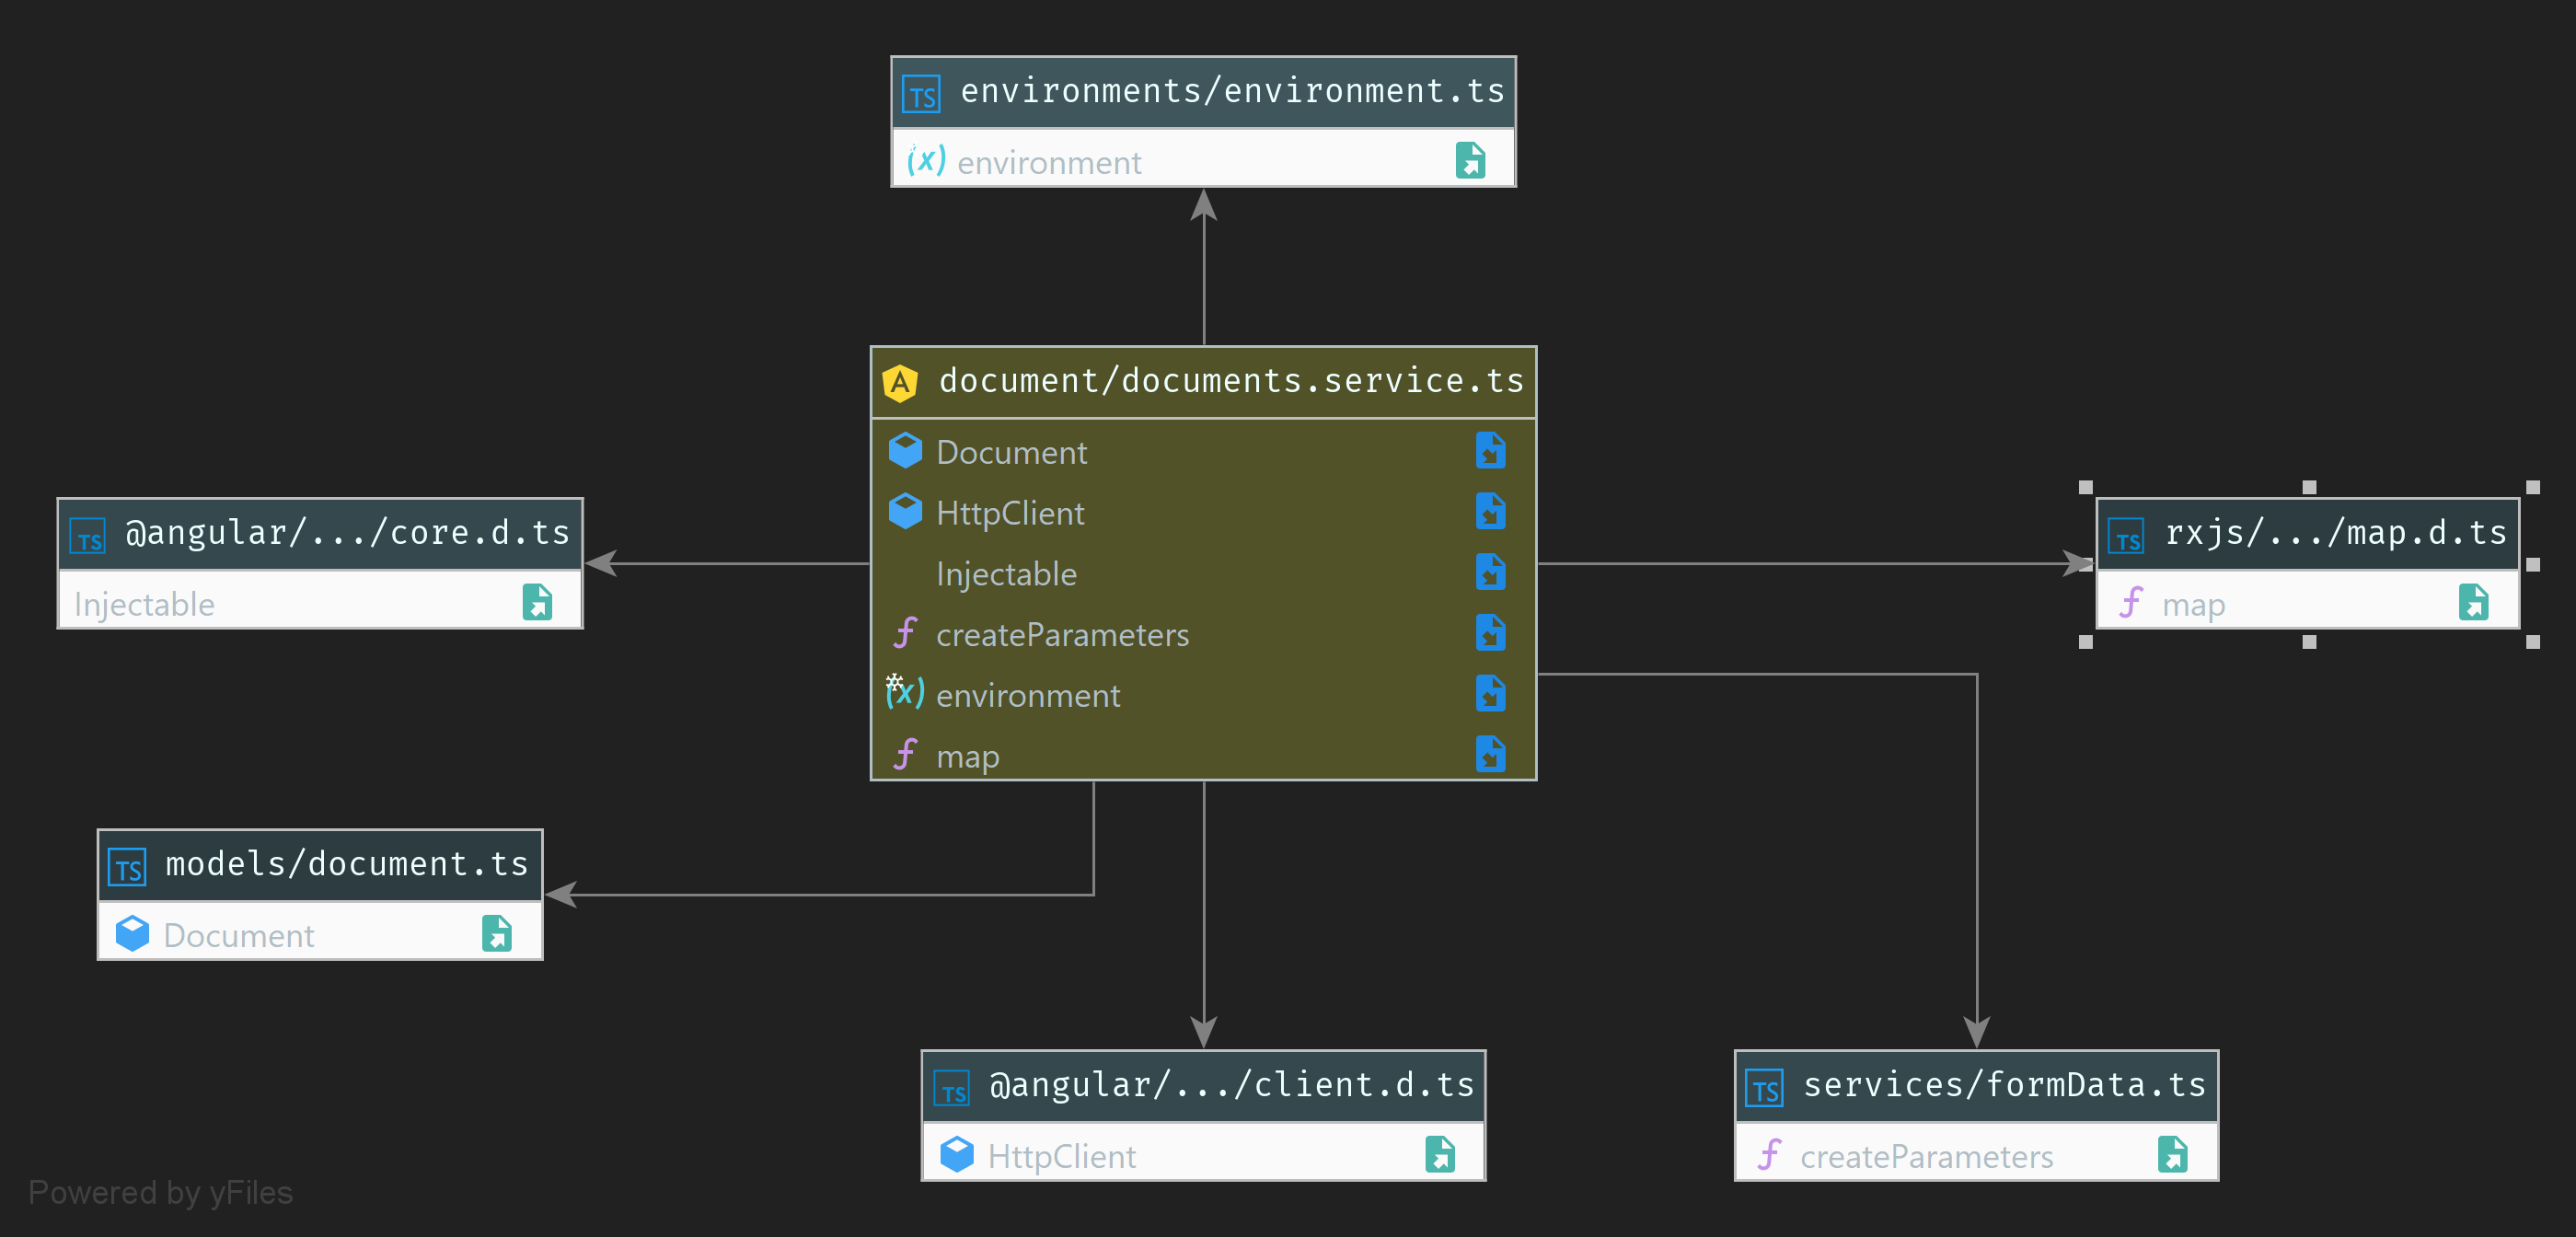 TS environments/environment.ts
(x) environment
A document/documents.service.ts
Document
HttpClient
Injectable
f createParameters
(x) environment
f map
TS @angular/.../core.d.ts
Injectable
TS rxjs/.../map.d.ts
f map
TS models/document.ts
Document
TS @angular/.../client.d.ts
HttpClient
TS services/formData.ts
f createParameters
Powered by yFiles